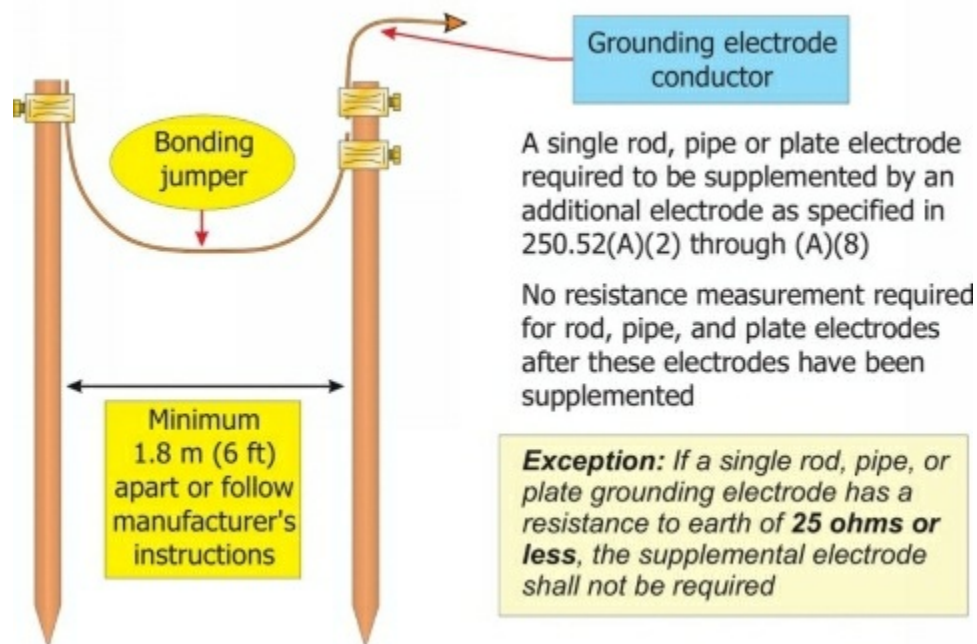 Grounding electrode
conductor
Bonding
jumper
A single rod, pipe or plate electrode
required to be supplemented by an
additional electrode as specified in
250.52(A)(2) through (A)(8)
No resistance measurement required
for rod, pipe, and plate electrodes
after these electrodes have been
supplemented
Minimum
1.8 m (6 ft)
apart or follow
manufacturer's
instructions
Exception: If a single rod, pipe, or
plate grounding electrode has a
resistance to earth of 25 ohms or
less, the supplemental electrode
shall not be required